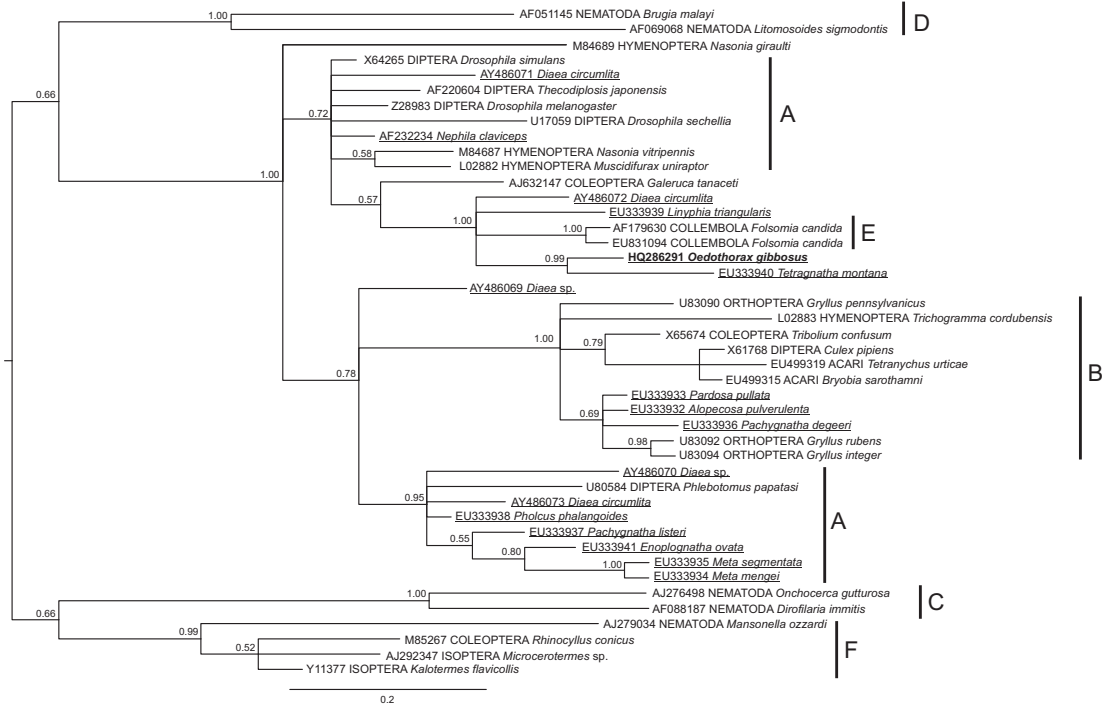 1.00
AF051145 NEMATODA Brugia malayi
AF069068 NEMATODA Litomosoides sigmodontis
D
0.66
M84689 HYMENOPTERA Nasonia giraulti
X64265 DIPTERA Drosophila simulans
AY486071 Diaea circumlita
AF220604 DIPTERA Thecodiplosis japonensis
Z28983 DIPTERA Drosophila melanogaster
0.72
A
U17059 DIPTERA Drosophila sechellia
AF232234 Nephila claviceps
0.58
M84687 HYMENOPTERA Nasonia vitripennis
L02882 HYMENOPTERA Muscidifurax uniraptor
1.00
AJ632147 COLEOPTERA Galeruca tanaceti
0.57
AY486072 Diaea circumlita
EU333939 Linyphia triangularis
1.00
1.00
AF179630 COLLEMBOLA Folsomia candida
EU831094 COLLEMBOLA Folsomia candida
E
0.99
HQ286291 Oedothorax gibbosus
EU333940 Tetragnatha montana
AY486069 Diaea sp.
U83090 ORTHOPTERA Gryllus pennsylvanicus
L02883 HYMENOPTERA Trichogramma cordubensis
1.00
0.79
X65674 COLEOPTERA Tribolium confusum
X61768 DIPTERA Culex pipiens
EU499319 ACARI Tetranychus urticae
EU499315 ACARI Bryobia sarothamni
B
0.78
EU333933 Pardosa pullata
0.69
EU333932 Alopecosa pulverulenta
EU333936 Pachygnatha degeeri
0.98
U83092 ORTHOPTERA Gryllus rubens
U83094 ORTHOPTERA Gryllus integer
AY486070 Diaea sp.
U80584 DIPTERA Phlebotomus papatasi
0.95
AY486073 Diaea circumlita
EU333938 Pholcus phalangoides
A
EU333937 Pachygnatha listeri
0.55
0.80
EU333941 Enoplognatha ovata
1.00
EU333935 Meta segmentata
EU333934 Meta mengei
1.00
AJ276498 NEMATODA Onchocerca gutturosa
AF088187 NEMATODA Dirofilaria immitis
C
0.66
AJ279034 NEMATODA Mansonella ozzardi
0.99
M85267 COLEOPTERA Rhinocyllus conicus
0.52
AJ292347 ISOPTERA Microcerotermes sp.
Y11377 ISOPTERA Kalotermes flavicollis
F
0.2